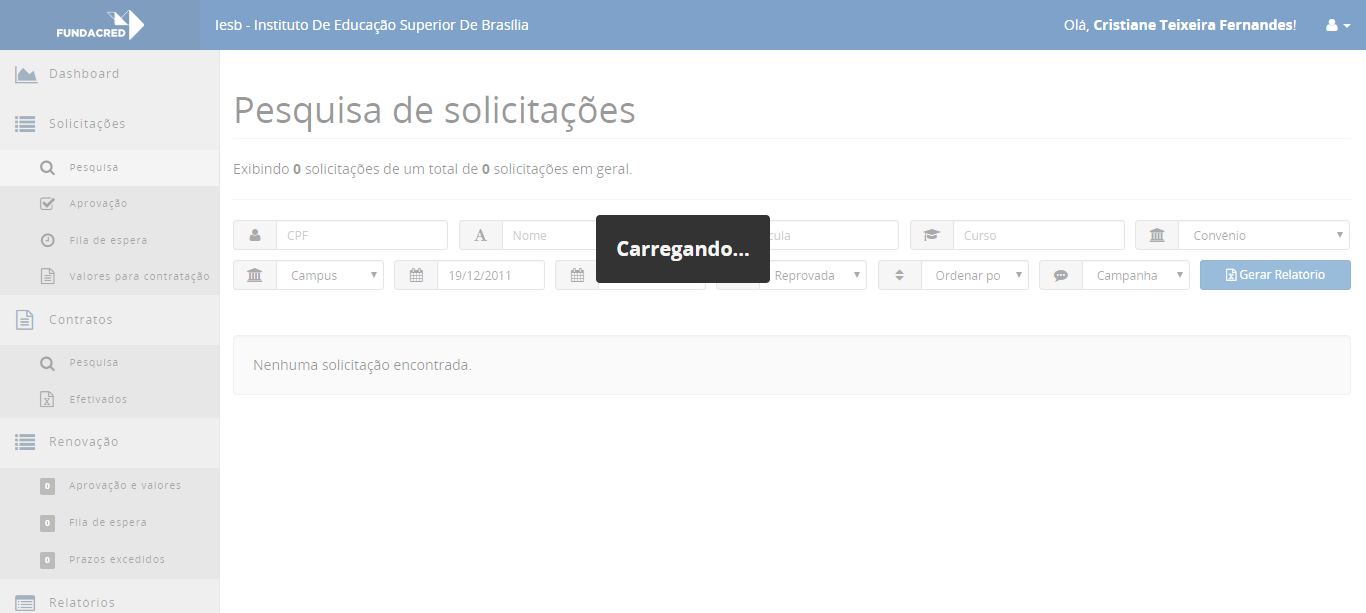 FUNDACRED
Iesb - Instituto De Educação Superior De Brasília
Olá, Cristiane Teixeira Fernandes!
Dashboard
Solicitações
Pesquisa
Aprovação
Fila de espera
Valores para contratação
Contratos
Pesquisa
Efetivados
Renovação
0 Aprovação e valores
0 Fila de espera
0 Prazos excedidos
Relatórios
Pesquisa de solicitações
Exibindo 0 solicitações de um total de 0 solicitações em geral.
CPF
A Nome
Curso
Convênio
Carregando...
Campus
19/12/2011
Reprovada
Ordenar po
Campanha
Gerar Relatório
Nenhuma solicitação encontrada.